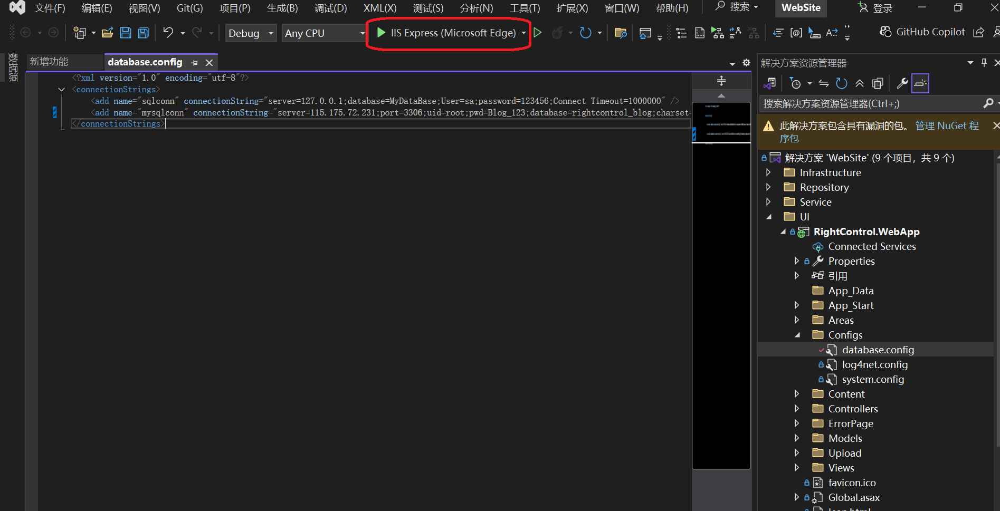 文件(F) 编辑(E) 视图(V) Git(G) 项目(P) 生成(B) 调试(D) XML(X) 测试(S) 分析(N) 工具(T) 扩展(X) 窗口(W) 帮助(H) 搜索 WebSite 登录
Debug Any CPU IIS Express (Microsoft Edge) GitHub Copilot
数据源
新增功能 database.config
<?xml version="1.0" encoding="utf-8"?>
<connectionStrings>
<add name="sqlconn" connectionString="server=127.0.0.1;database=MyDataBase;User=sa;password=123456;Connect Timeout=1000000" />
<add name="mysqlconn" connectionString="server=115.175.72.231;port=3306;uid=root;pwd=Blog_123;database=rightcontrol_blog;charset=
</connectionStrings>
解决方案资源管理器
搜索解决方案资源管理器(Ctrl+;)
此解决方案包含具有漏洞的包。 管理 NuGet 程
序包
解决方案 'WebSite' (9 个项目，共 9 个)
Infrastructure
Repository
Service
UI
RightControl.WebApp
Connected Services
Properties
引用
App_Data
App_Start
Areas
Configs
database.config
log4net.config
system.config
Content
Controllers
ErrorPage
Models
Upload
Views
favicon.ico
Global.asax